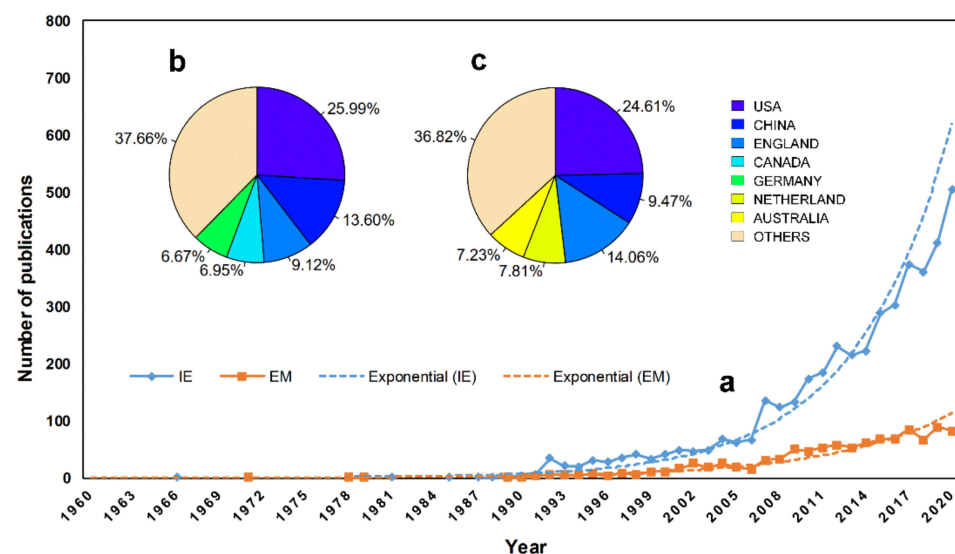 800
700
600
500
400
300
200
100
0
Number of publications
b
25.99%
13.60%
9.12%
6.95%
6.67%
37.66%
c
24.61%
9.47%
14.06%
7.81%
7.23%
36.82%
USA
CHINA
ENGLAND
CANADA
GERMANY
NETHERLAND
AUSTRALIA
OTHERS
a
IE
EM
Exponential (IE)
Exponential (EM)
1960
1963
1966
1969
1972
1975
1978
1981
1984
1987
1990
1993
1996
1999
2002
2005
2008
2011
2014
2017
2020
Year